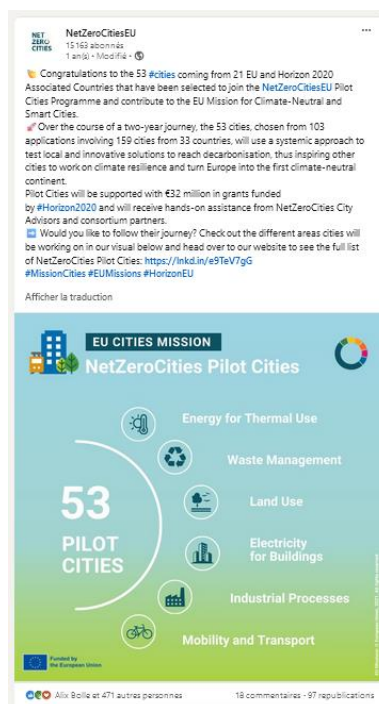 NET
ZERO
CITIES
NetZeroCitiesEU
15 163 abonnés
1 an(s) • Modifié •
Congratulations to the 53 #cities coming from 21 EU and Horizon 2020
Associated Countries that have been selected to join the NetZeroCitiesEU Pilot
Cities Programme and contribute to the EU Mission for Climate-Neutral and
Smart Cities.
Over the course of a two-year journey, the 53 cities, chosen from 103
applications involving 159 cities from 33 countries, will use a systemic approach to
test local and innovative solutions to reach decarbonisation, thus inspiring other
cities to work on climate resilience and turn Europe into the first climate-neutral
continent.
Pilot Cities will be supported with €32 million in grants funded
by #Horizon2020 and will receive hands-on assistance from NetZeroCities City
Advisors and consortium partners.
Would you like to follow their journey? Check out the different areas cities will
be working on in our visual below and head over to our website to see the full list
of NetZeroCities Pilot Cities: https://lnkd.in/e9TeV7gG
#MissionCities #EUMissions #HorizonEU
Afficher la traduction
EU CITIES MISSION
NetZeroCities Pilot Cities
Energy for Thermal Use
Waste Management
53
PILOT
CITIES
Land Use
Electricity
for Buildings
Industrial Processes
Mobility and Transport
Funded by
the European Union
Alix Bolle et 471 autres personnes
18 commentaires · 97 republications